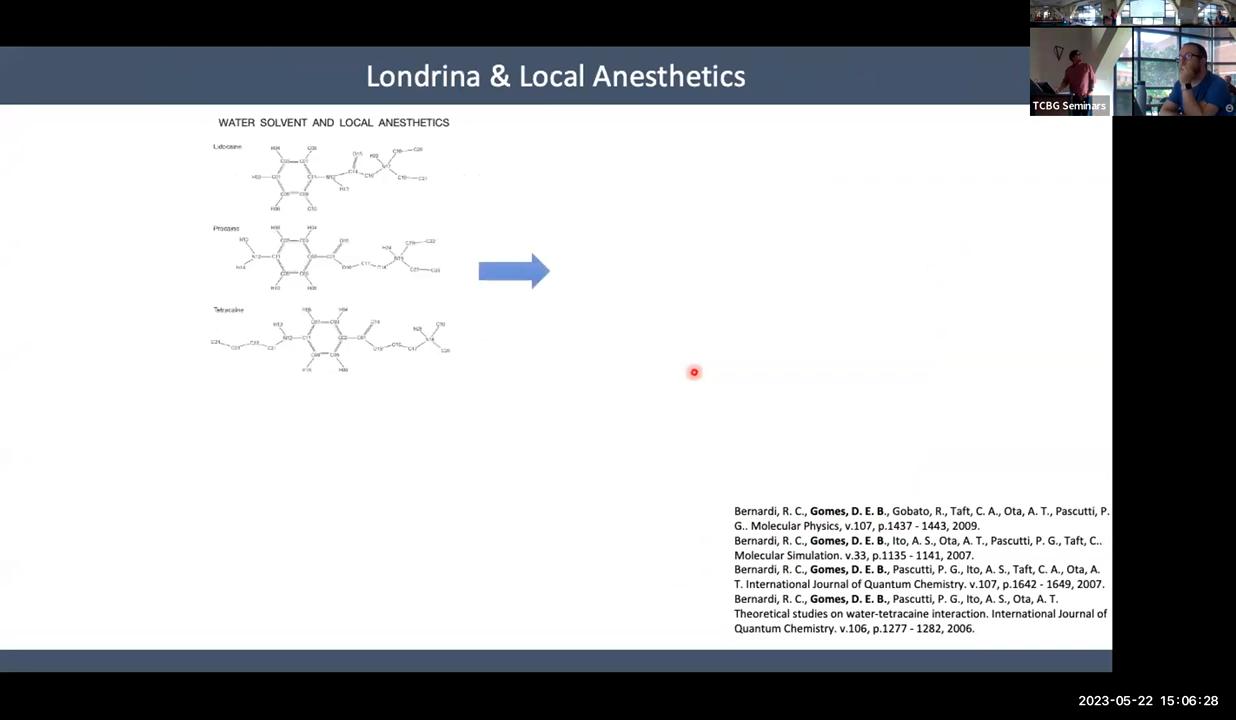 Londrina & Local Anesthetics
TCBG Seminars
WATER SOLVENT AND LOCAL ANESTHETICS
Lidocaine
Procaine
Tetracaine
Bernardi, R. C., Gomes, D. E. B., Gobato, R., Taft, C. A., Ota, A. T., Pascutti, P.
G.. Molecular Physics, v.107, p.1437 - 1443, 2009.
Bernardi, R. C., Gomes, D. E. B., Ito, A. S., Ota, A. T., Pascutti, P. G., Taft, C..
Molecular Simulation. v.33, p.1135 - 1141, 2007.
Bernardi, R. C., Gomes, D. E. B., Pascutti, P. G., Ito, A. S., Taft, C. A., Ota, A.
T. International Journal of Quantum Chemistry. v.107, p.1642 - 1649, 2007.
Bernardi, R. C., Gomes, D. E. B., Pascutti, P. G., Ito, A. S., Ota, A. T.
Theoretical studies on water-tetracaine interaction. International Journal of
Quantum Chemistry. v.106, p.1277 - 1282, 2006.
2023-05-22 15:06:28